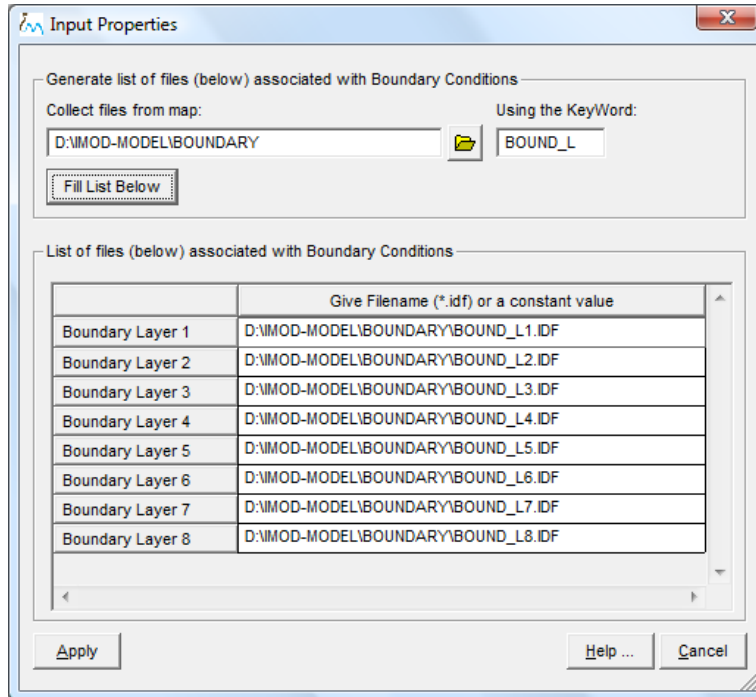 Input Properties
Generate list of files (below) associated with Boundary Conditions
Collect files from map: Using the KeyWord:
D:\IMOD-MODEL\BOUNDARY BOUND_L
Fill List Below
List of files (below) associated with Boundary Conditions
Give Filename (*.idf) or a constant value
Boundary Layer 1 D:\IMOD-MODEL\BOUNDARY\BOUND_L1.IDF
Boundary Layer 2 D:\IMOD-MODEL\BOUNDARY\BOUND_L2.IDF
Boundary Layer 3 D:\IMOD-MODEL\BOUNDARY\BOUND_L3.IDF
Boundary Layer 4 D:\IMOD-MODEL\BOUNDARY\BOUND_L4.IDF
Boundary Layer 5 D:\IMOD-MODEL\BOUNDARY\BOUND_L5.IDF
Boundary Layer 6 D:\IMOD-MODEL\BOUNDARY\BOUND_L6.IDF
Boundary Layer 7 D:\IMOD-MODEL\BOUNDARY\BOUND_L7.IDF
Boundary Layer 8 D:\IMOD-MODEL\BOUNDARY\BOUND_L8.IDF
Apply Help ... Cancel